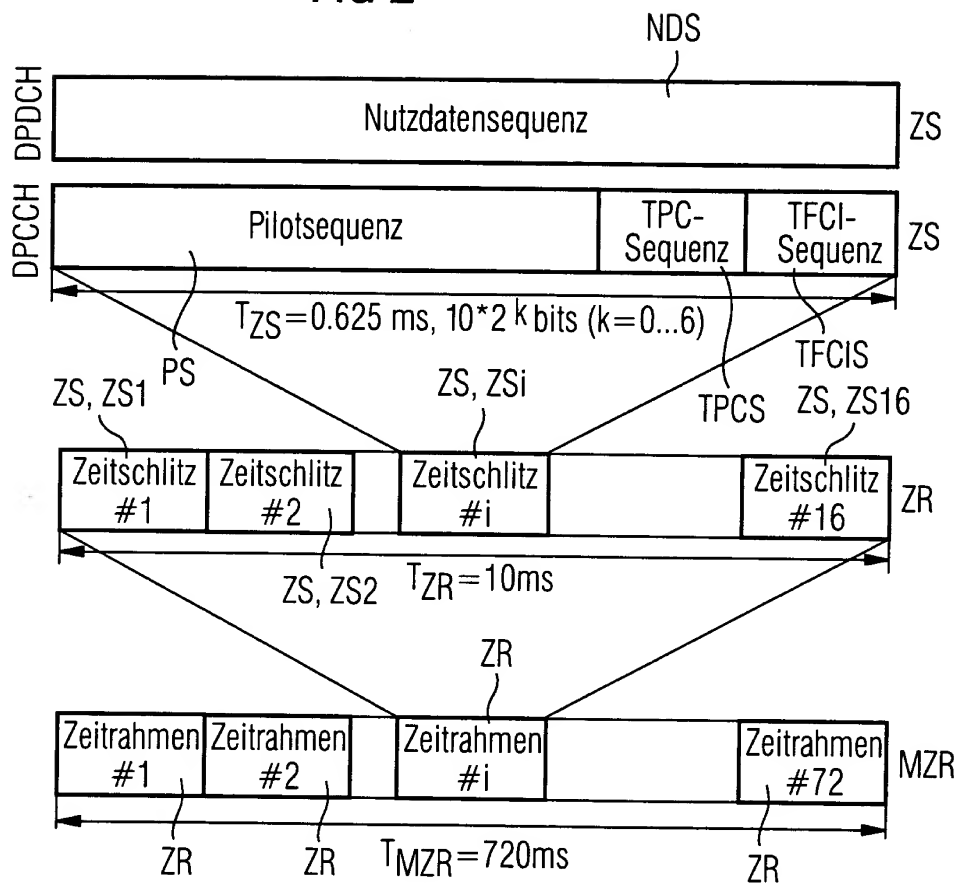 FIG 2
NDS
DPDCH
Nutzdatensequenz
ZS
DPCCH
Pilotsequenz
TPC-
Sequenz
TFCI-
Sequenz
ZS
TZS=0.625 ms, 10*2 k bits (k=0...6)
PS
TPCS
TFCIS
ZS, ZS1
ZS, ZSi
ZS, ZS16
Zeitschlitz
#1
Zeitschlitz
#2
Zeitschlitz
#i
Zeitschlitz
#16
ZR
ZS, ZS2
TZR=10ms
ZR
Zeitrahmen
#1
Zeitrahmen
#2
Zeitrahmen
#i
Zeitrahmen
#72
MZR
ZR
ZR
TMZR=720ms
ZR